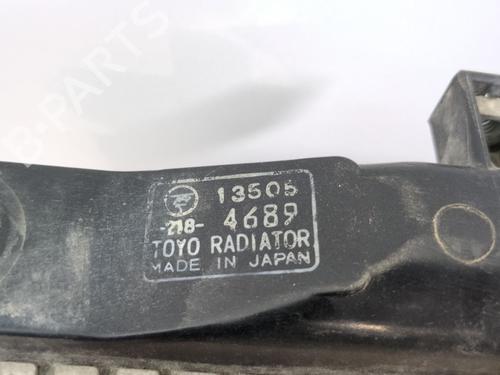 B-PARTS
13505
-218- 4689
TOYO RADIATOR
MADE IN JAPAN